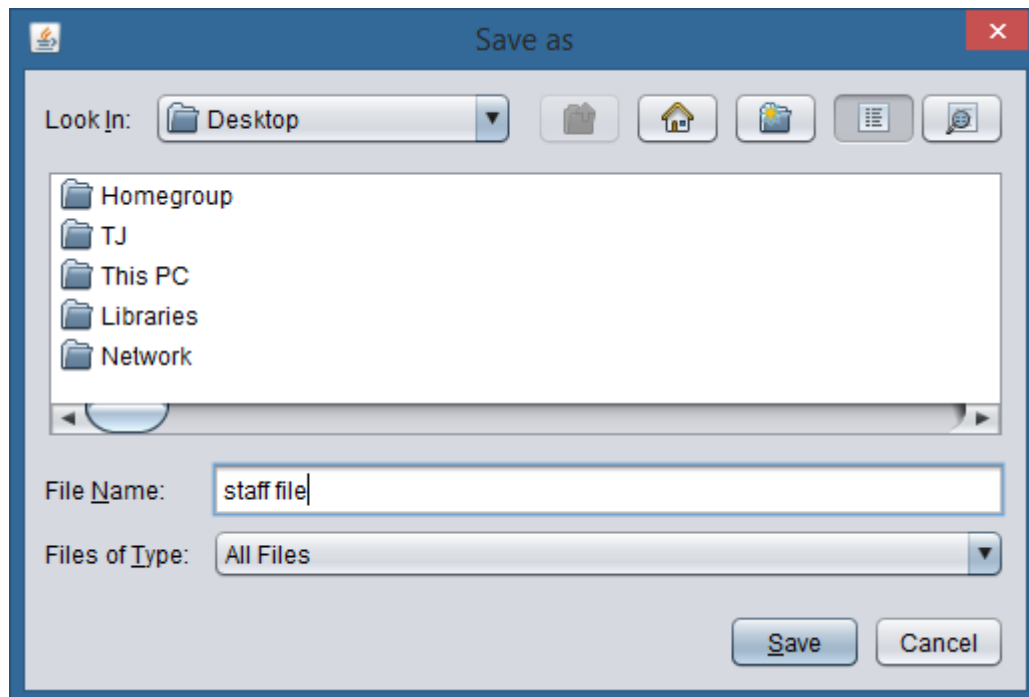 Save as
Look In: Desktop
Homegroup
TJ
This PC
Libraries
Network
File Name: staff file
Files of Type: All Files
Save Cancel